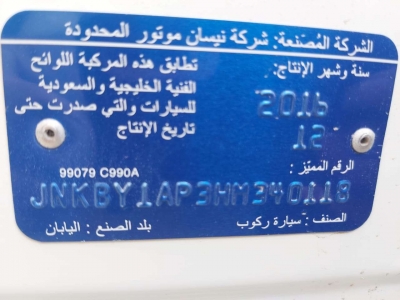 الشركة المُصنعة: شركة نيسان موتور المحدودة
سنة وشهر الإنتاج: تطابق هذه المركبة اللوائح
الفنية الخليجية والسعودية
2016 للسيارات والتي صدرت حتى
12 تاريخ الإنتاج
الرقم المميّز :
99079 C990A
JNKBY1AP3HM340118
الصنف : سيارة ركوب
بلد الصنع : اليابان